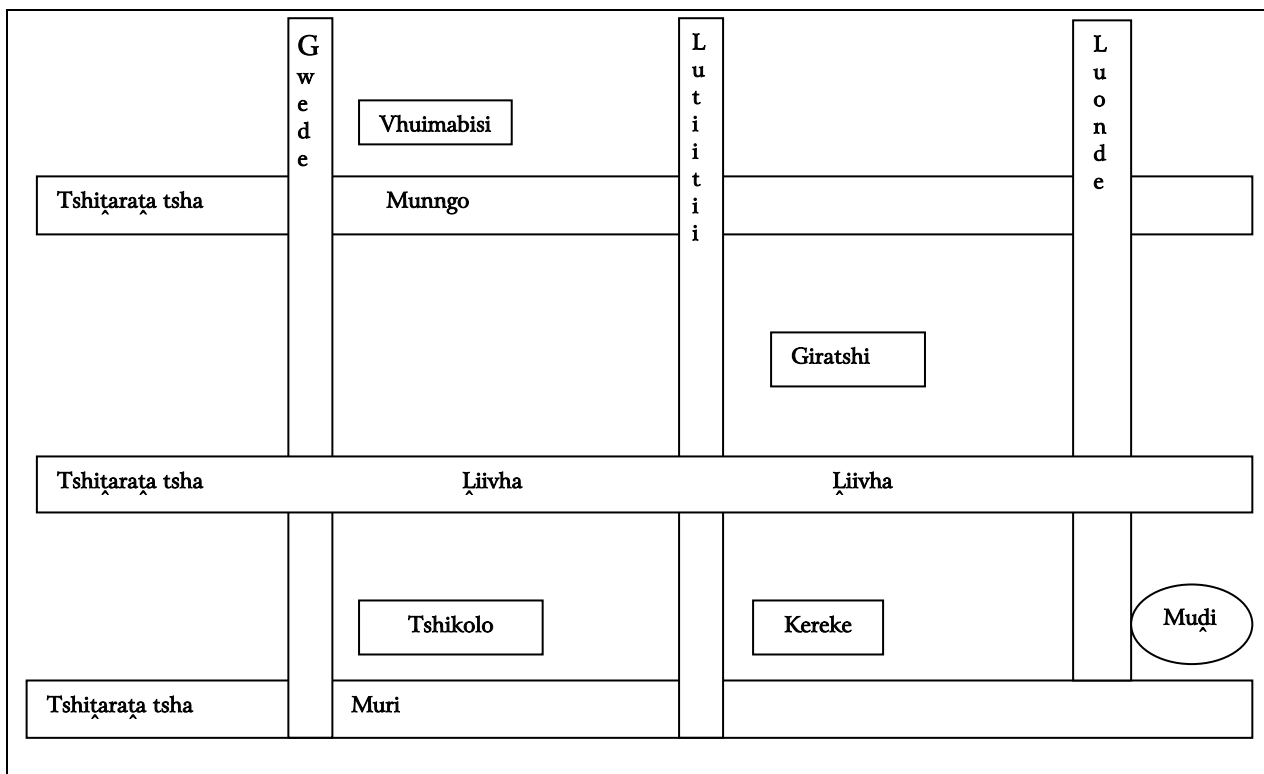 Gwede
Lutiitii
Luonde
Vhuimabisi
Tshiṱaraṱa tsha Munngo
Giratshi
Tshiṱaraṱa tsha Ḽiivha Ḽiivha
Tshikolo
Kereke
Muḓi
Tshiṱaraṱa tsha Muri